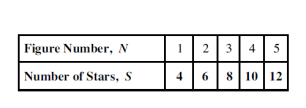 Figure Number, N 1 2 3 4 5
Number of Stars, S 4 6 8 10 12